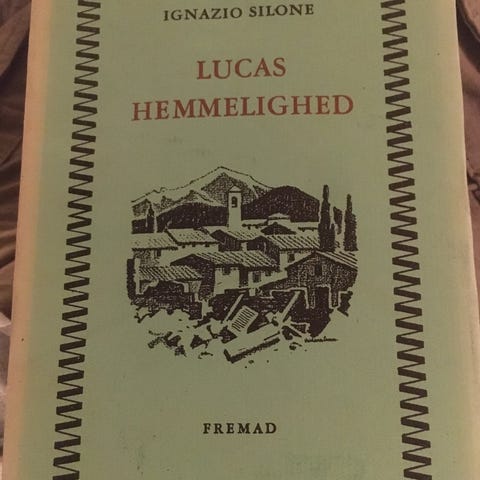 IGNAZIO SILONE
LUCAS
HEMMELIGHED
FREMAD